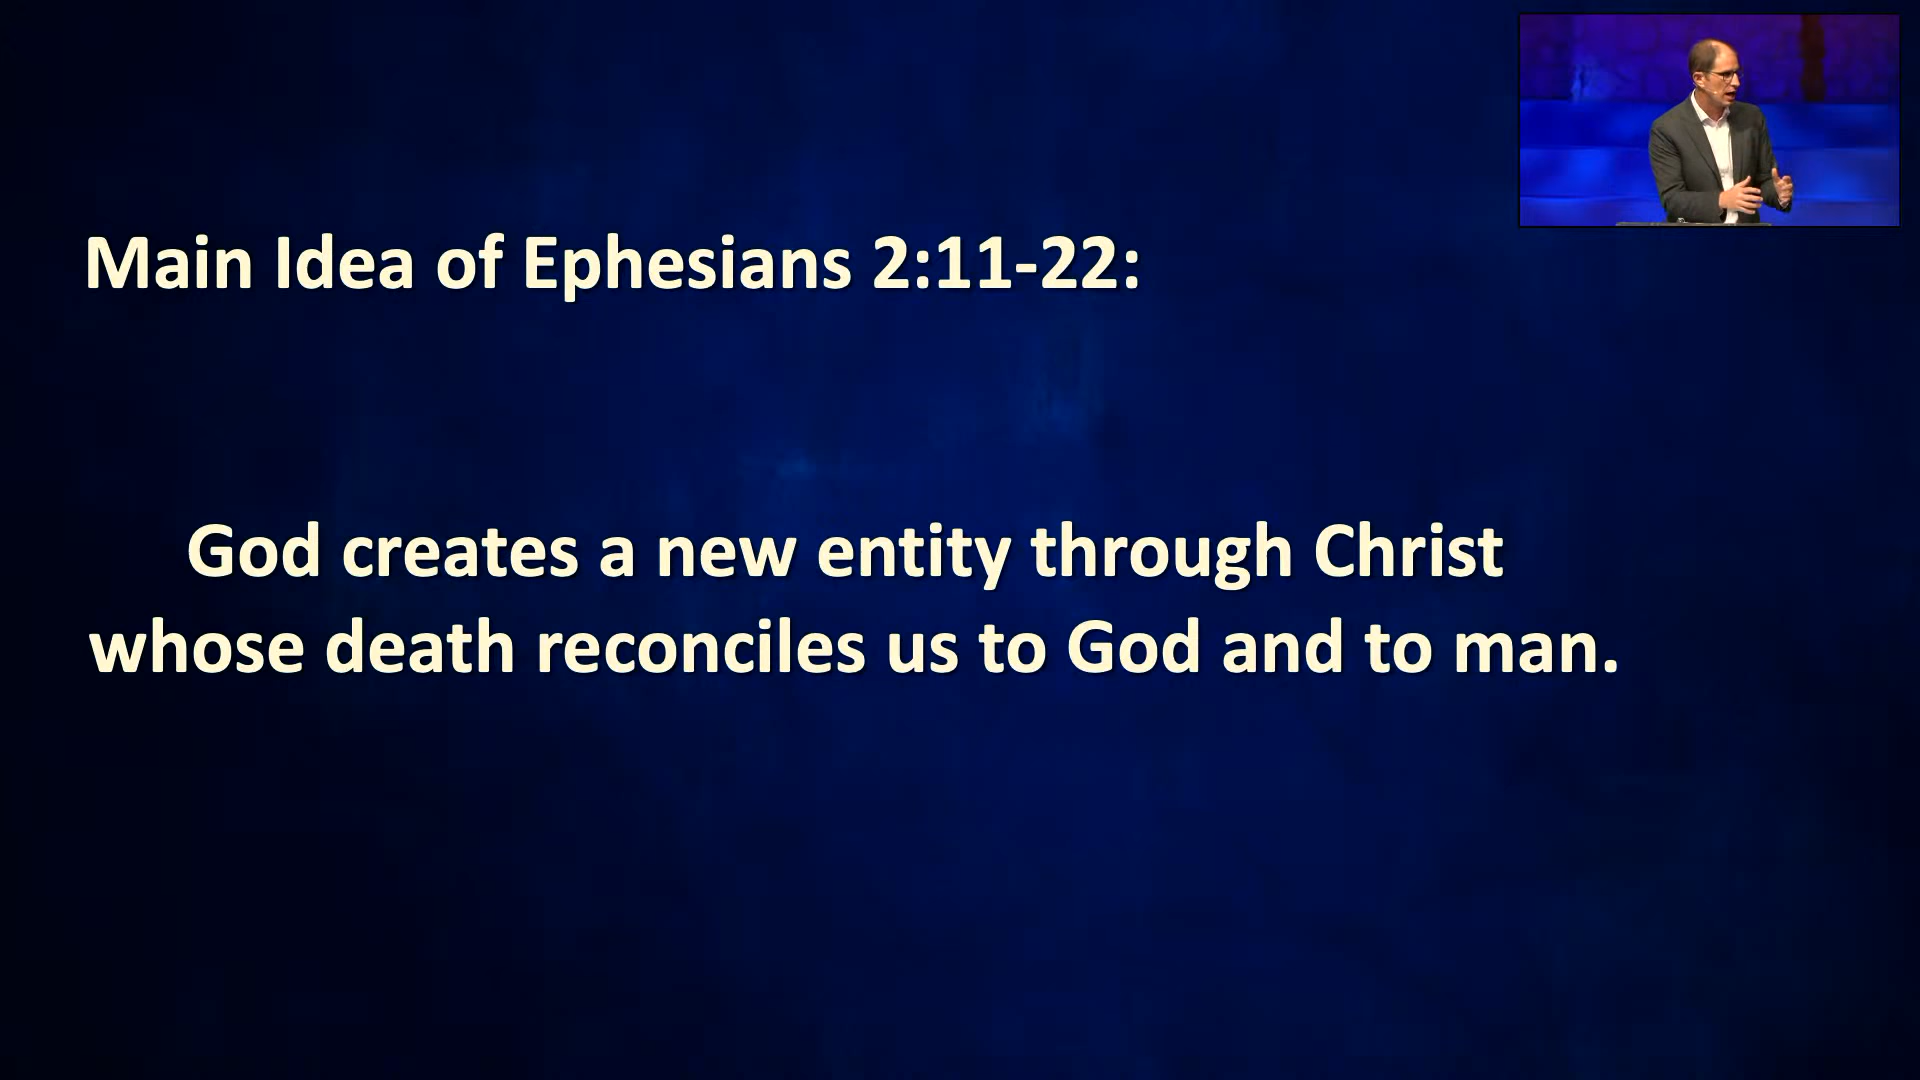 Main Idea of Ephesians 2:11-22:
God creates a new entity through Christ
whose death reconciles us to God and to man.